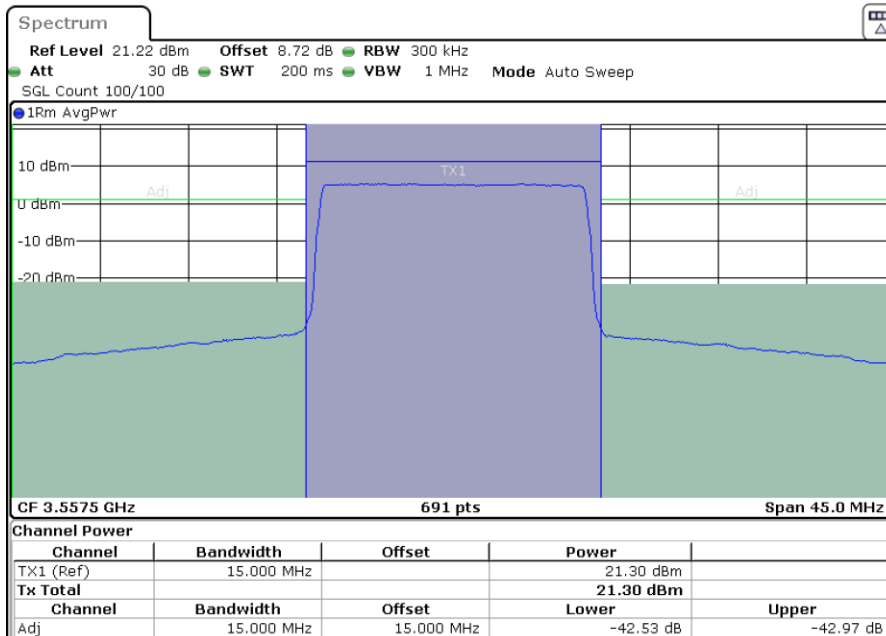 Spectrum
Ref Level 21.22 dBm Offset 8.72 dB RBW 300 kHz
Att 30 dB SWT 200 ms VBW 1 MHz Mode Auto Sweep
SGL Count 100/100
1Rm AvgPwr
10 dBm
TX1
Adj Adj
0 dBm
-10 dBm
-20 dBm
CF 3.5575 GHz 691 pts Span 45.0 MHz
Channel Power
Channel Bandwidth Offset Power
TX1 (Ref) 15.000 MHz 21.30 dBm
Tx Total 21.30 dBm
Channel Bandwidth Offset Lower Upper
Adj 15.000 MHz 15.000 MHz -42.53 dB -42.97 dB